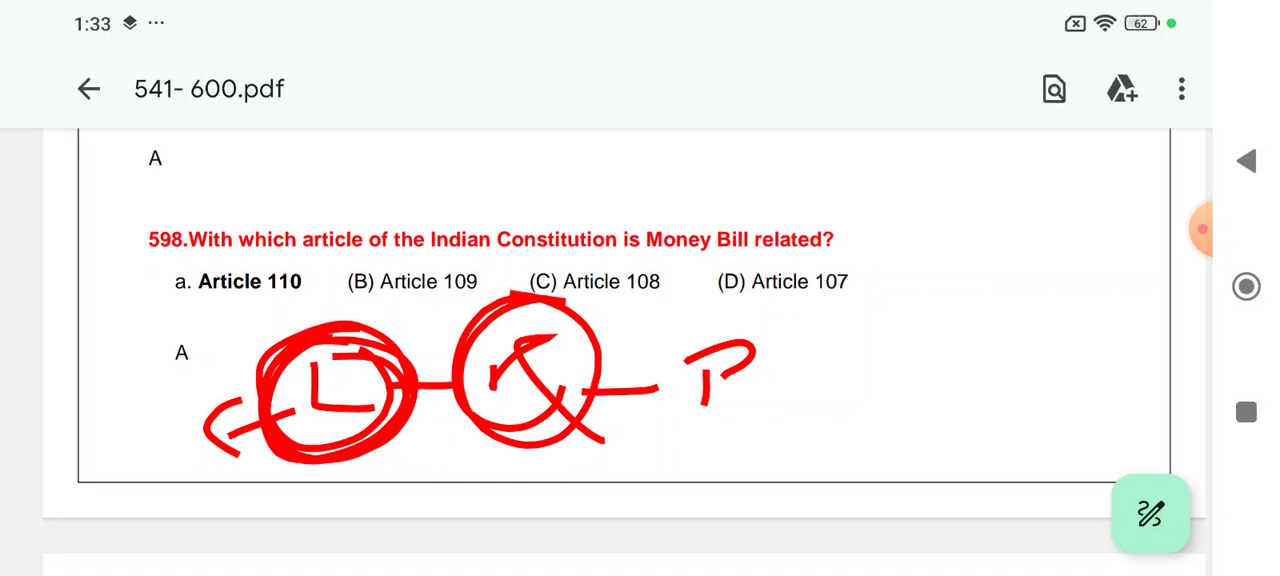 1:33 ... 62
541- 600.pdf
A
598.With which article of the Indian Constitution is Money Bill related?
a. Article 110 (B) Article 109 (C) Article 108 (D) Article 107
A
L R P